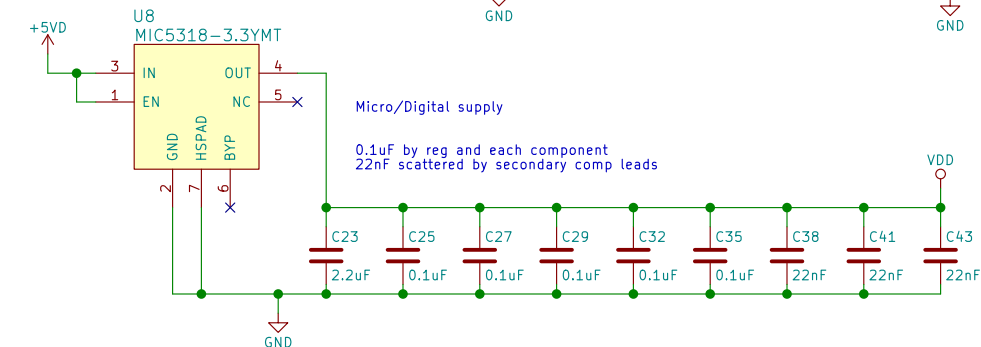 GND
GND
U8
MIC5318-3.3YMT
+5VD
3
IN
OUT
4
1
EN
NC
5
GND
HSPAD
BYP
2
7
6
Micro/Digital supply
0.1uF by reg and each component
22nF scattered by secondary comp leads
VDD
C23
C25
C27
C29
C32
C35
C38
C41
C43
2.2uF
0.1uF
0.1uF
0.1uF
0.1uF
0.1uF
22nF
22nF
22nF
GND